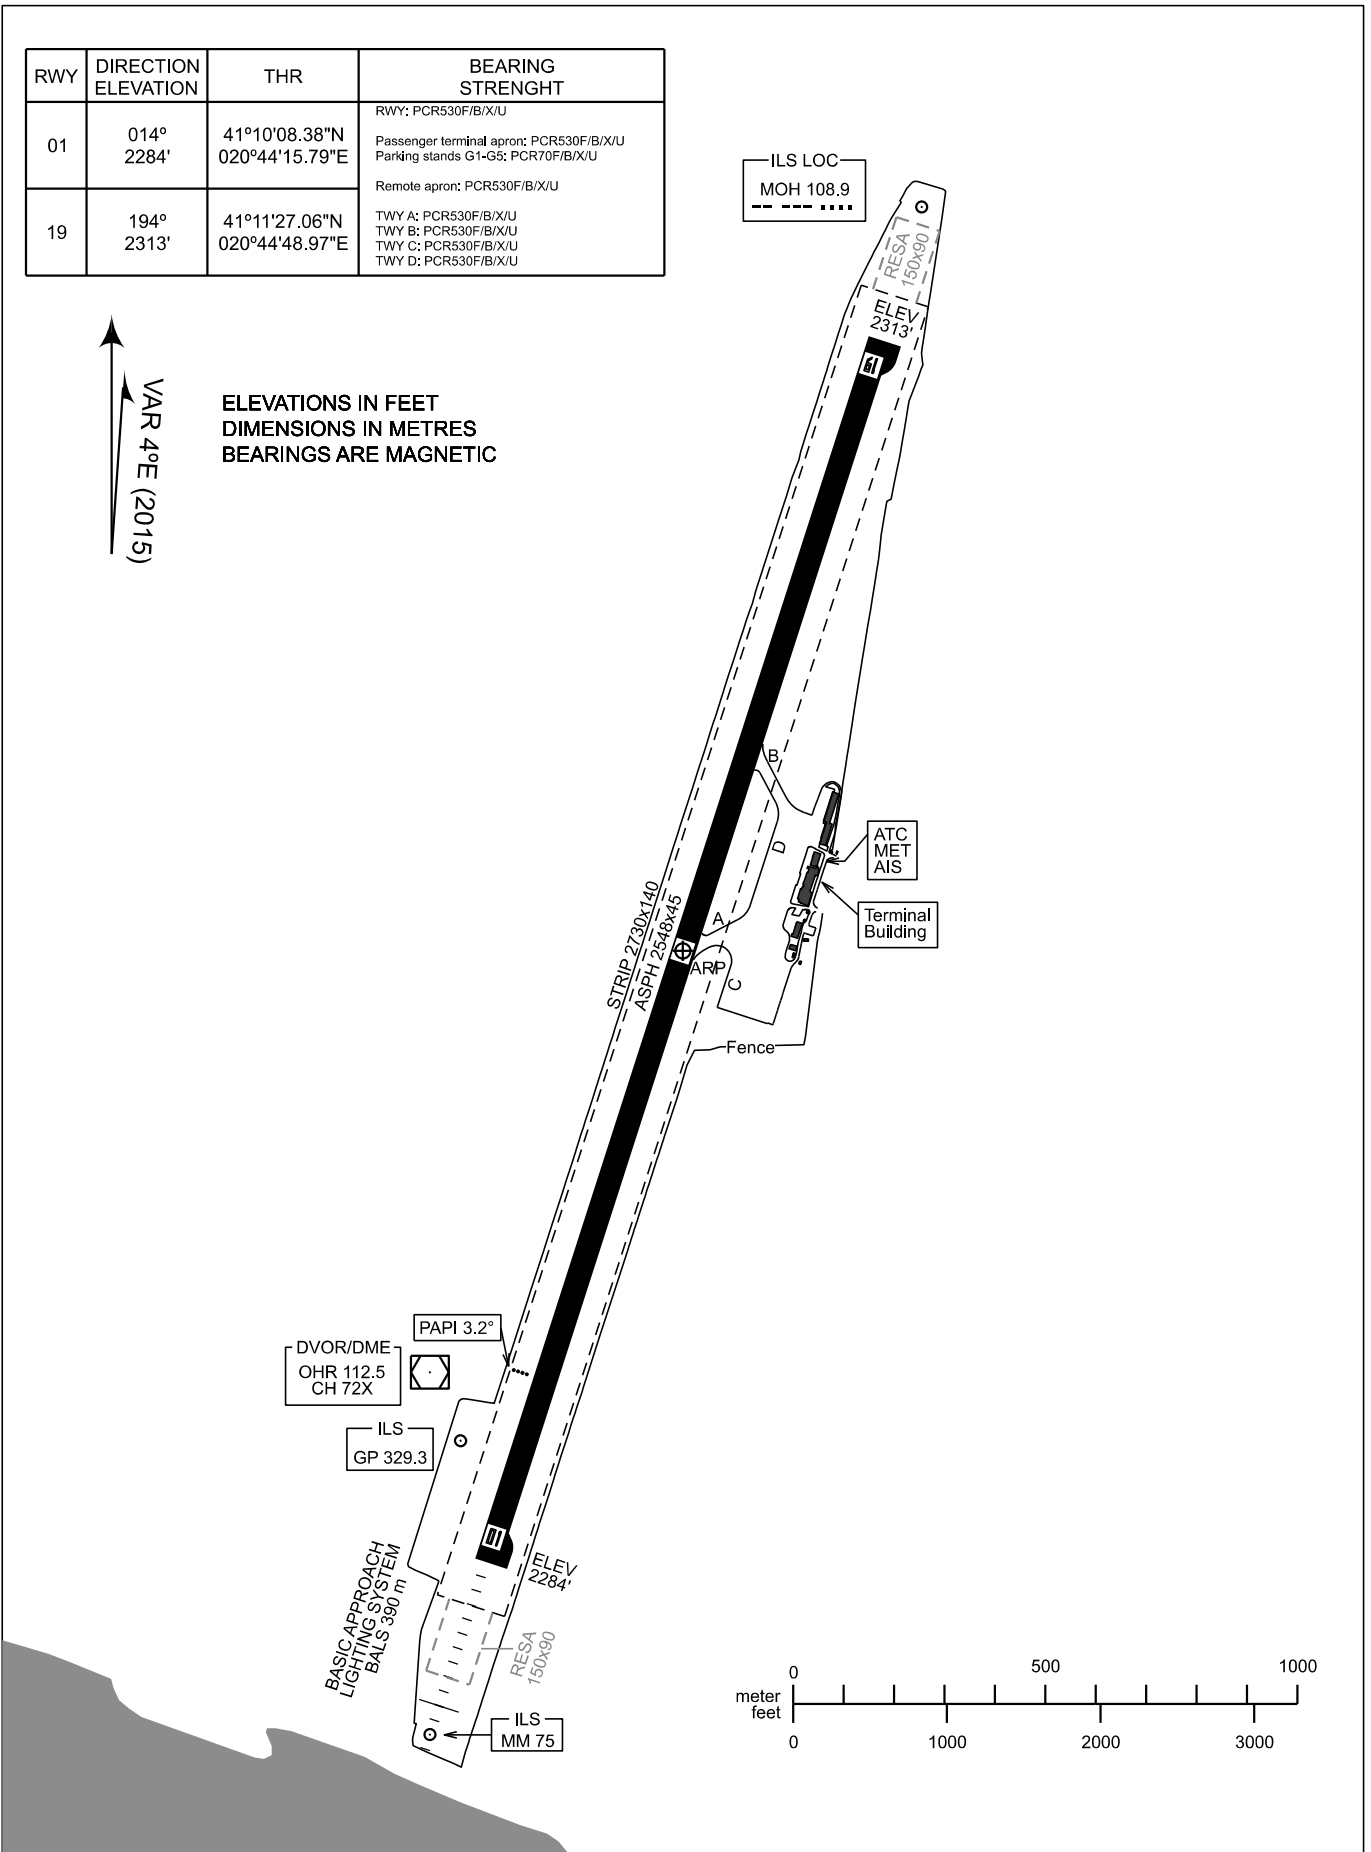 RWY
DIRECTION
ELEVATION
THR
BEARING
STRENGHT
01
014º
2284'
41º10'08.38"N
020º44'15.79"E
19
194º
2313'
41º11'27.06"N
020º44'48.97"E
RWY: PCR530F/B/X/U
Passenger terminal apron: PCR530F/B/X/U
Parking stands G1-G5: PCR70F/B/X/U
Remote apron: PCR530F/B/X/U
TWY A: PCR530F/B/X/U
TWY B: PCR530F/B/X/U
TWY C: PCR530F/B/X/U
TWY D: PCR530F/B/X/U
VAR 4ºE (2015)
ELEVATIONS IN FEET
DIMENSIONS IN METRES
BEARINGS ARE MAGNETIC
ILS LOC
MOH 108.9
RESA
150x90
ELEV
2313'
19
B
D
A
C
ATC
MET
AIS
Terminal
Building
STRIP 2730x140
ASPH 2548x45
ARP
Fence
PAPI 3.2°
DVOR/DME
OHR 112.5
CH 72X
ILS
GP 329.3
01
ELEV
2284'
BASIC APPROACH
LIGHTING SYSTEM
BALS 390 m
RESA
150x90
ILS
MM 75
0 500 1000
meter
feet
0 1000 2000 3000